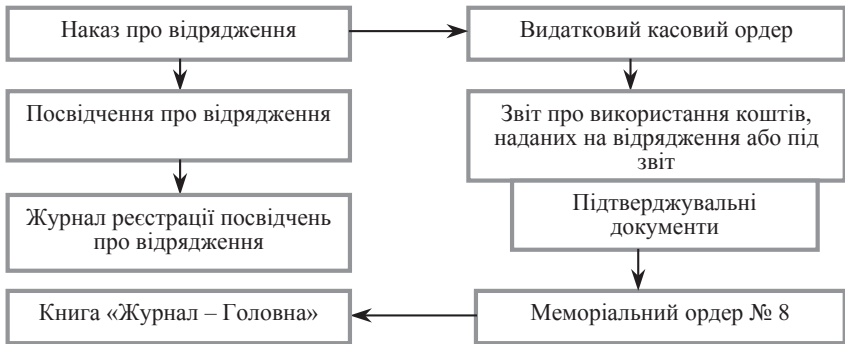 Наказ про відрядження
Видатковий касовий ордер
Посвідчення про відрядження
Звіт про використання коштів,
наданих на відрядження або під
звіт
Журнал реєстрації посвідчень
про відрядження
Підтверджувальні
документи
Книга «Журнал – Головна»
Меморіальний ордер № 8